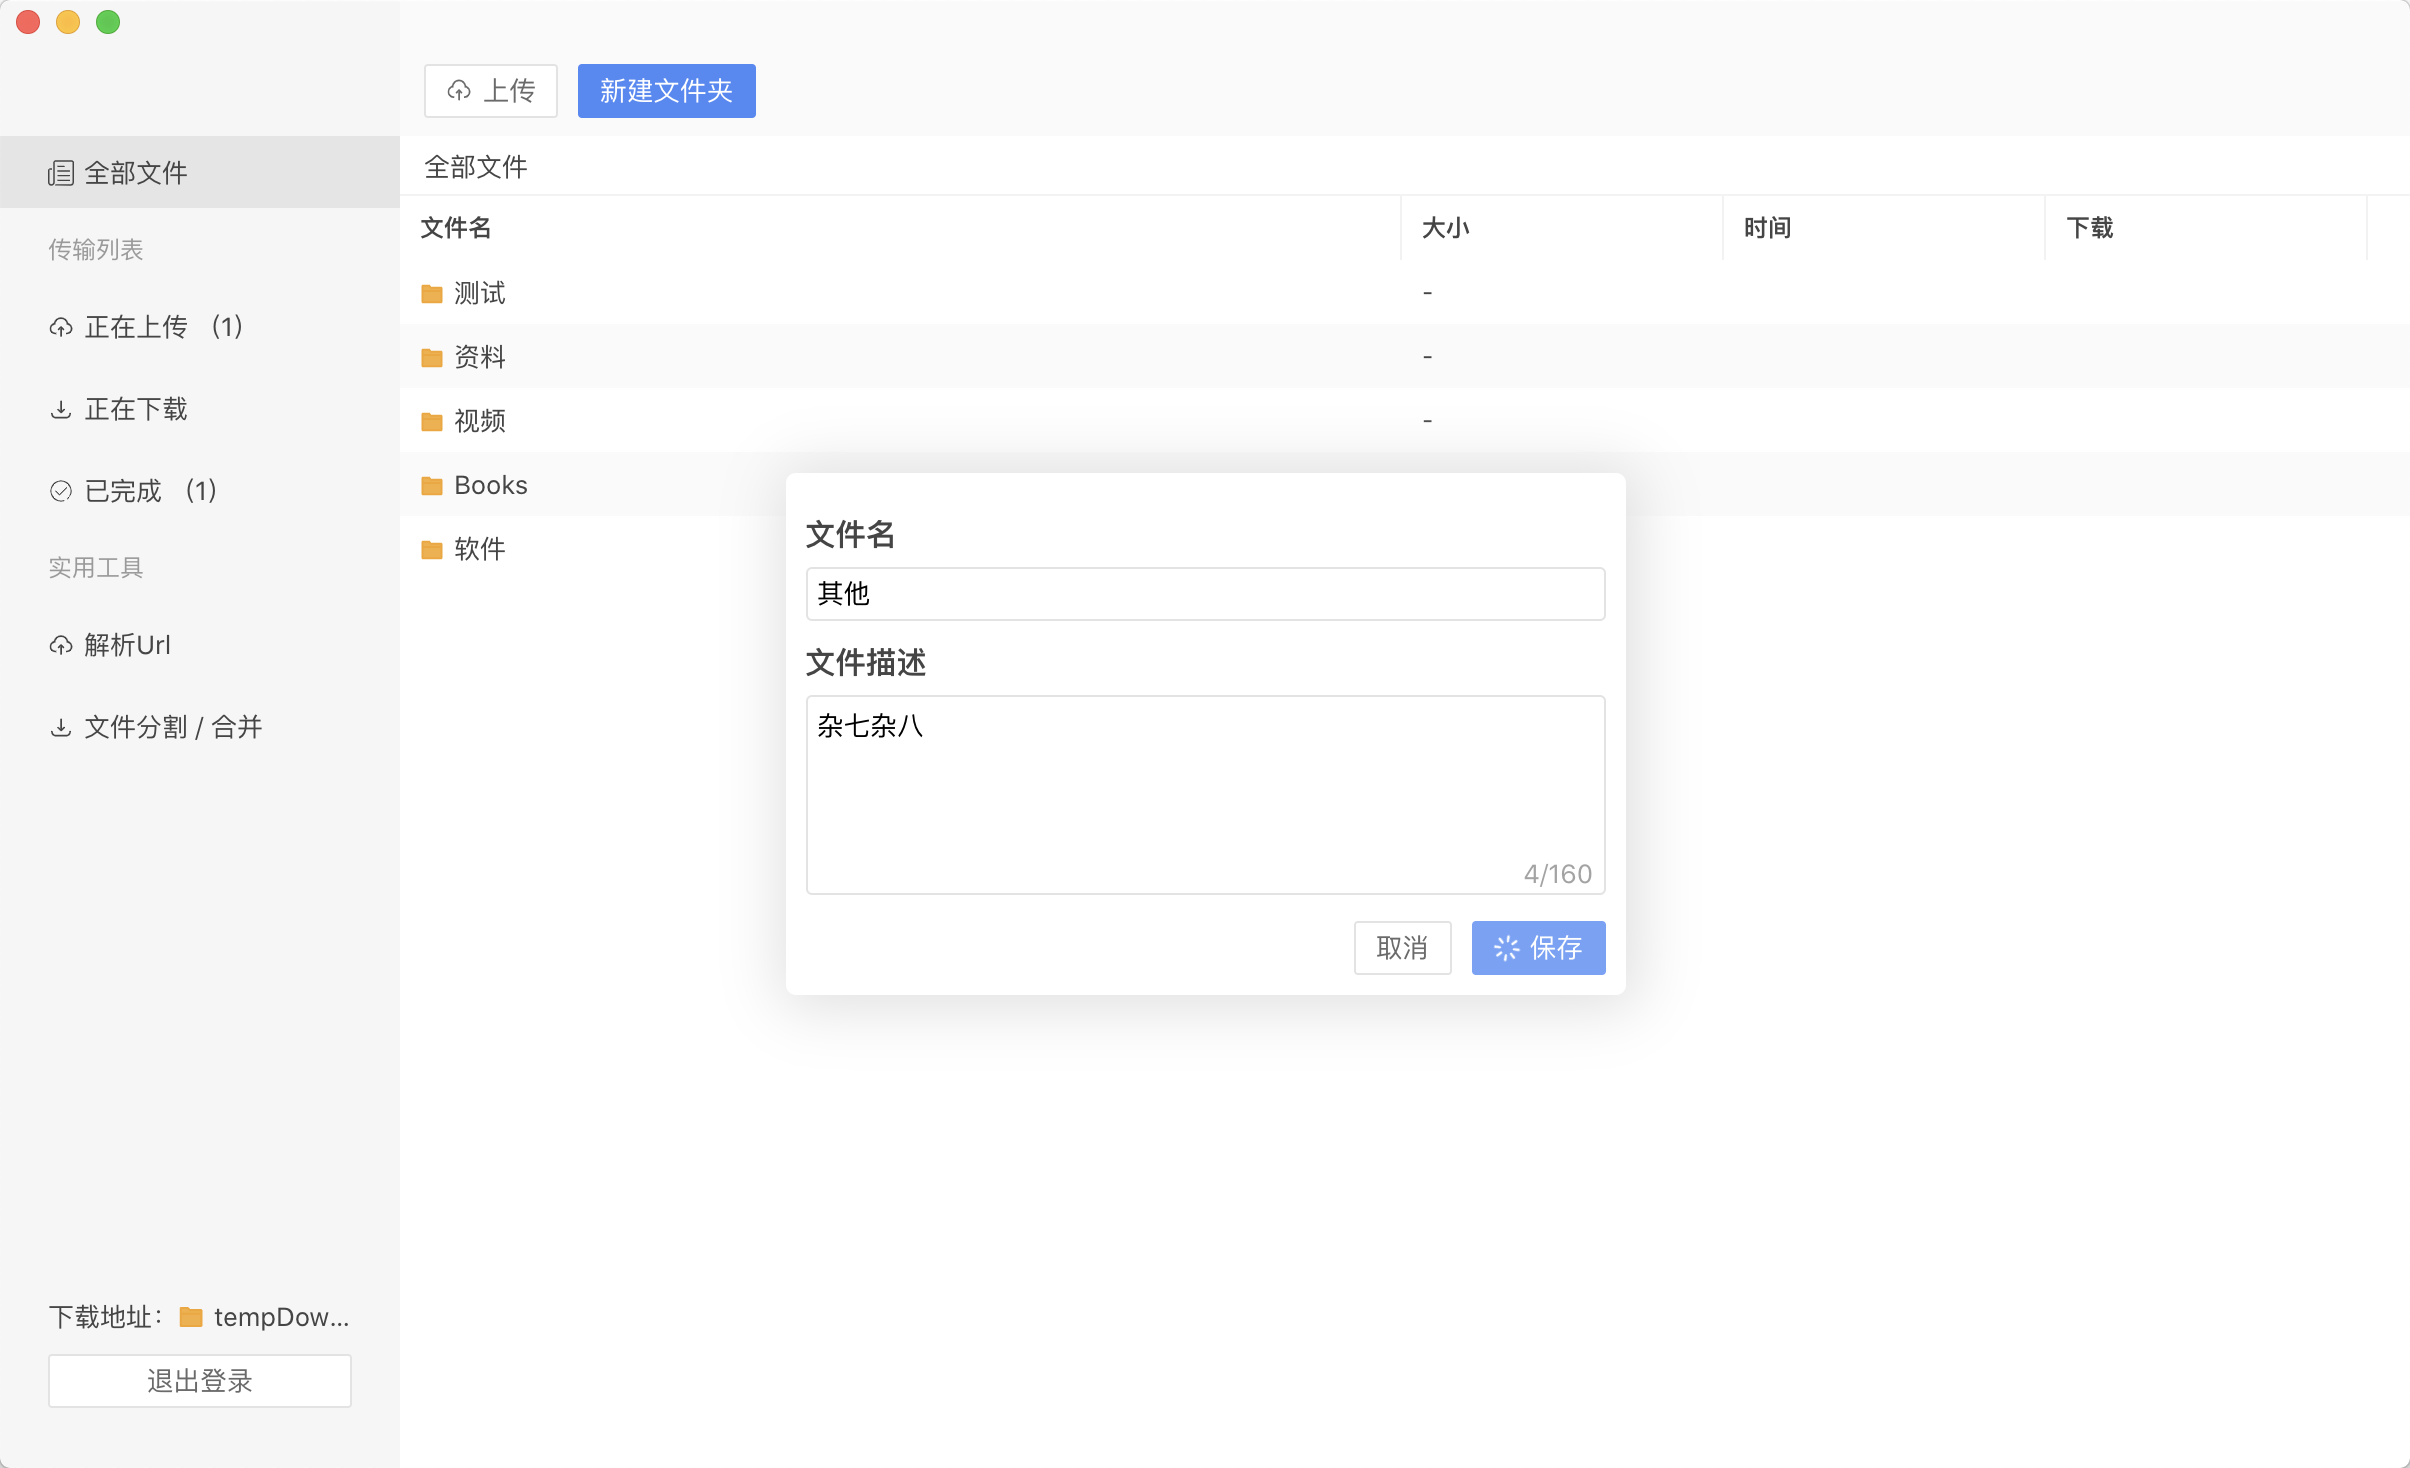 上传
新建文件夹
全部文件
传输列表
正在上传 (1)
正在下载
已完成 (1)
实用工具
解析Url
文件分割 / 合并
下载地址：tempDow...
退出登录
全部文件
文件名 大小 时间 下载
测试 -
资料 -
视频 -
Books
软件
文件名
其他
文件描述
杂七杂八
4/160
取消
保存